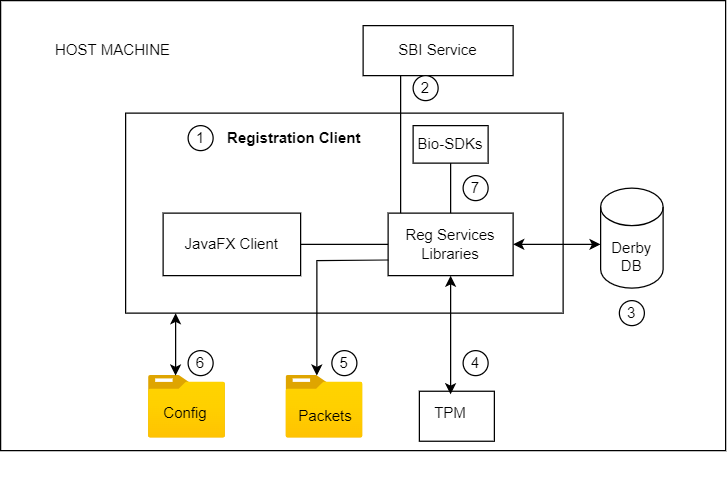 HOST MACHINE
SBI Service
2
1
Registration Client
Bio-SDKs
7
JavaFX Client
Reg Services
Libraries
Derby
DB
3
6
5
4
Config
Packets
TPM